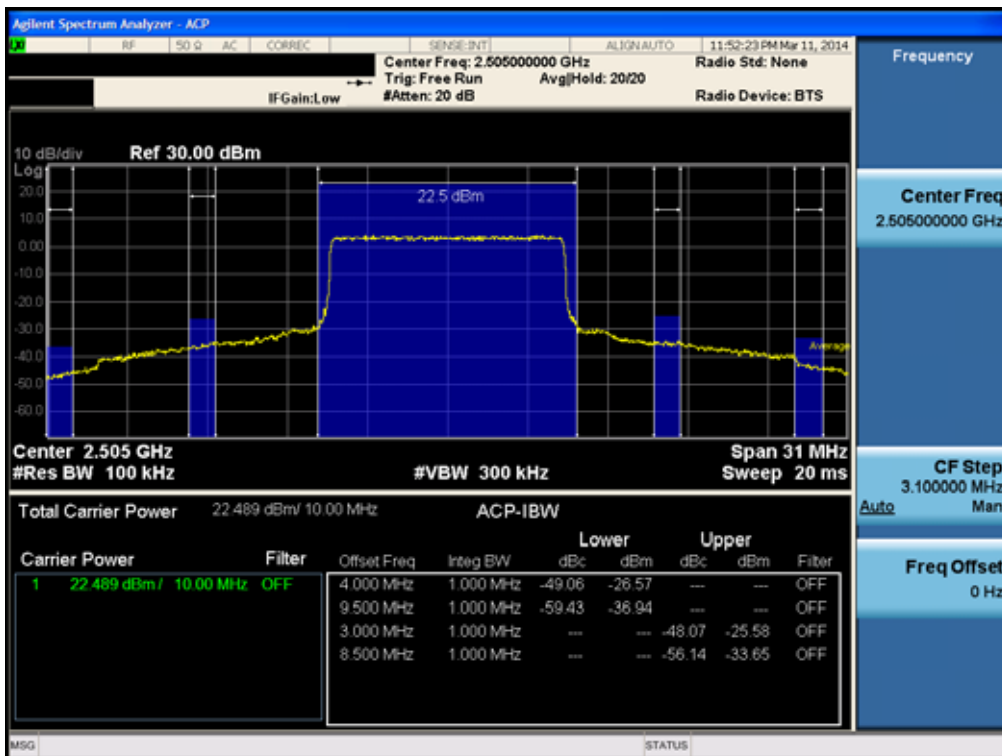 Agilent Spectrum Analyzer - ACP
LXI RF 50 Ω AC CORREC SENSE:INT ALIGN AUTO 11:52:23 PM Mar 11, 2014
Center Freq: 2.505000000 GHz Radio Std: None
Trig: Free Run Avg|Hold: 20/20
IFGain:Low #Atten: 20 dB Radio Device: BTS
10 dB/div Ref 30.00 dBm
Log
20.0
10.0
0.00
-10.0
-20.0
-30.0
-40.0
-50.0
-60.0
22.5 dBm
Average
Center 2.505 GHz Span 31 MHz
#Res BW 100 kHz #VBW 300 kHz Sweep 20 ms
Total Carrier Power 22.489 dBm/ 10.00 MHz ACP-IBW
Lower Upper
Carrier Power Filter Offset Freq Integ BW dBc dBm dBc dBm Filter
1 22.489 dBm / 10.00 MHz OFF 4.000 MHz 1.000 MHz -49.06 -26.57 --- --- OFF
9.500 MHz 1.000 MHz -59.43 -36.94 --- --- OFF
3.000 MHz 1.000 MHz --- --- -48.07 -25.58 OFF
8.500 MHz 1.000 MHz --- --- -56.14 -33.65 OFF
MSG STATUS
Frequency
Center Freq
2.505000000 GHz
CF Step
3.100000 MHz
Auto Man
Freq Offset
0 Hz